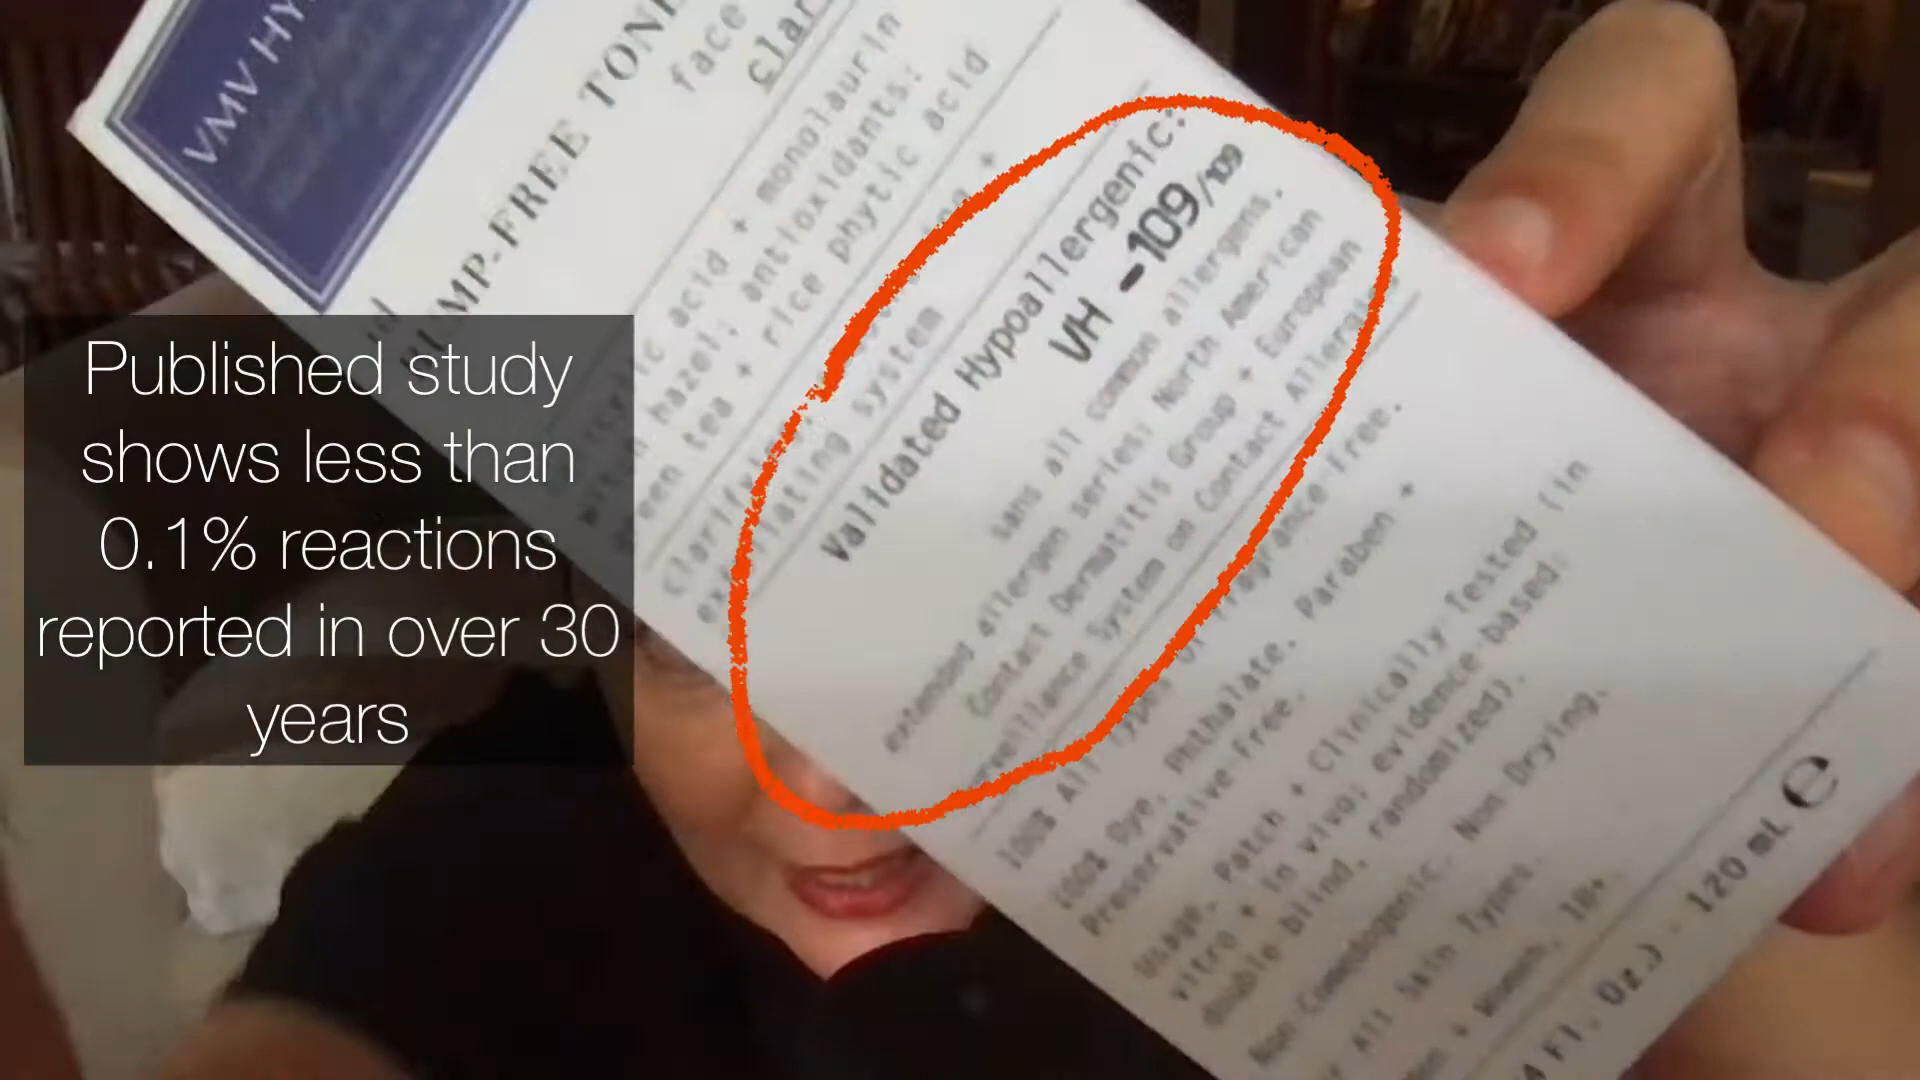 Published study
shows less than
0.1% reactions
reported in over 30
years
VMV HY
BUMP-FREE TONE
face
clar
acid + monolaurin
hazel; antioxidants:
tea + rice phytic acid
system
Validated Hypoallergenic:
VH -109/109
sans all common allergens.
extended allergen series: North American
Contact Dermatitis Group + European
Surveillance System on Contact Allergies
100% All-Types Of Fragrance Free.
100% Dye, Phthalate, Paraben +
Preservative-Free.
Usage, Patch + Clinically Tested (in
vitro + in vivo; evidence-based:
double-blind, randomized).
Non-Comedogenic. Non Drying.
All Skin Types.
+ Women, 18+.
4 Fl. Oz.) - 120 mL ℮